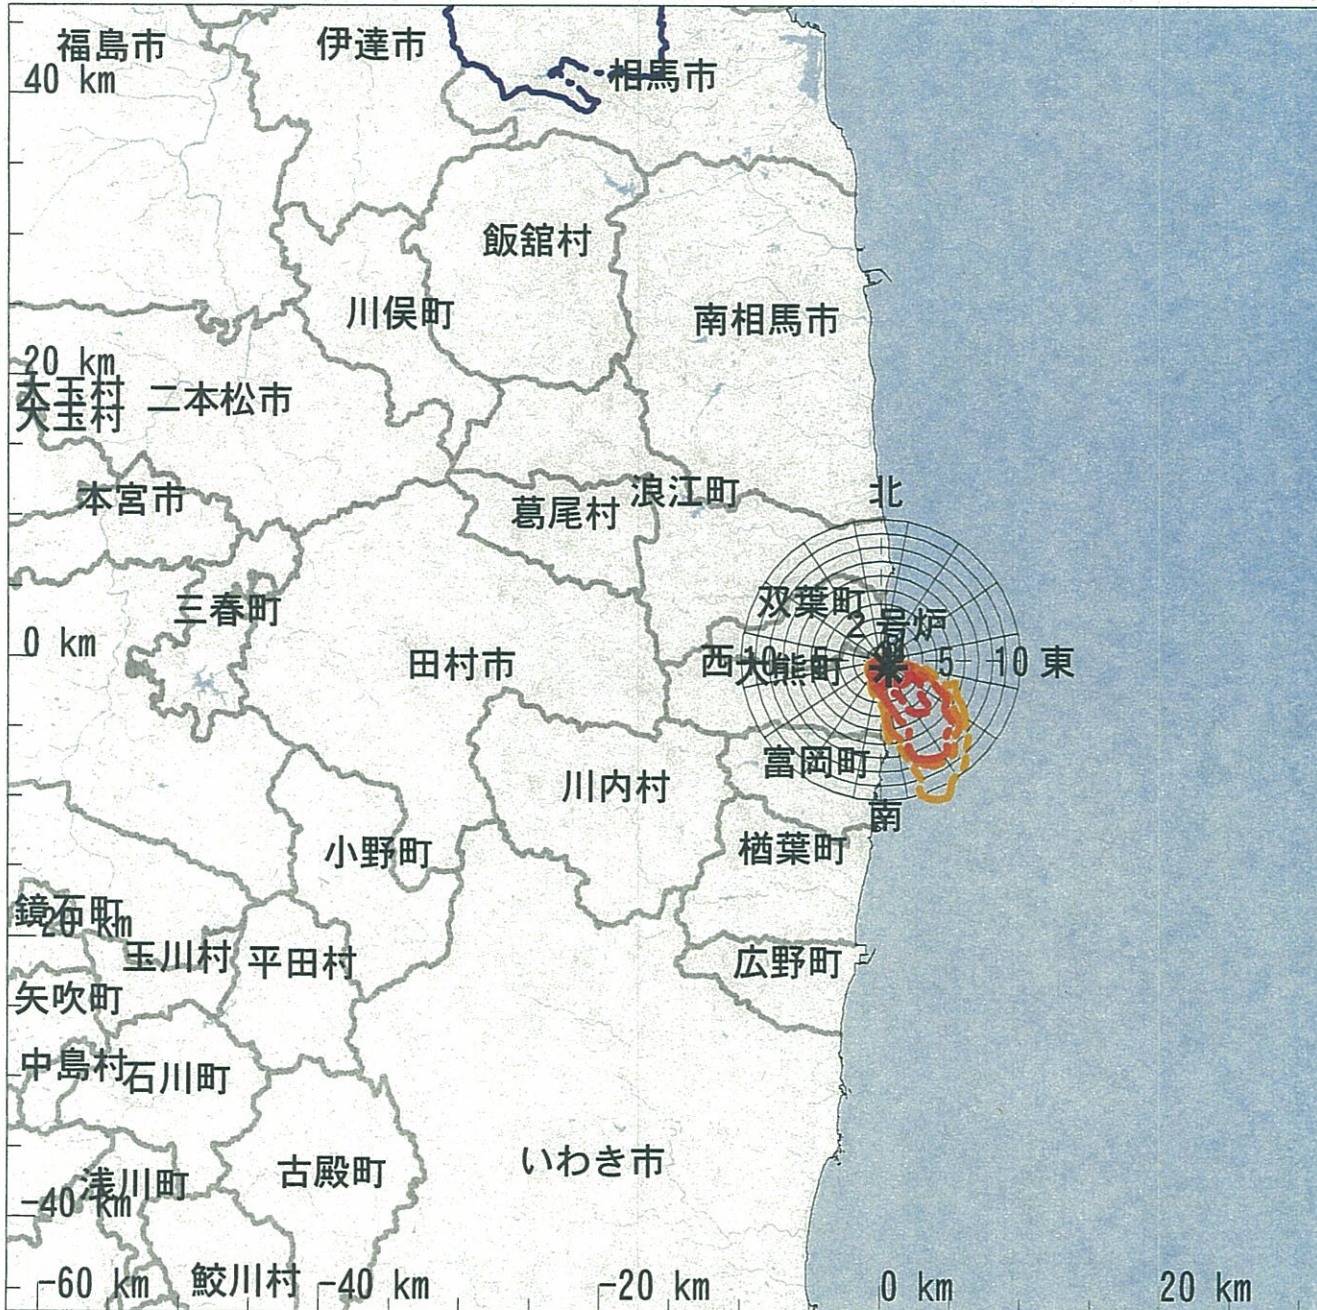 福島市
伊達市
40 km
相馬市
飯舘村
川俣町
南相馬市
20 km
大玉村
二本松市
大玉村
本宮市
葛尾村
浪江町
北
三春町
双葉町
2号炉
0 km
田村市
西
10
5
大熊町
5
10
東
富岡町
川内村
南
小野町
楢葉町
鏡石町
-20 km
玉川村
平田村
広野町
矢吹町
中島村
石川町
いわき市
古殿町
浅川町
-40 km
鮫川村
-60 km
-40 km
-20 km
0 km
20 km